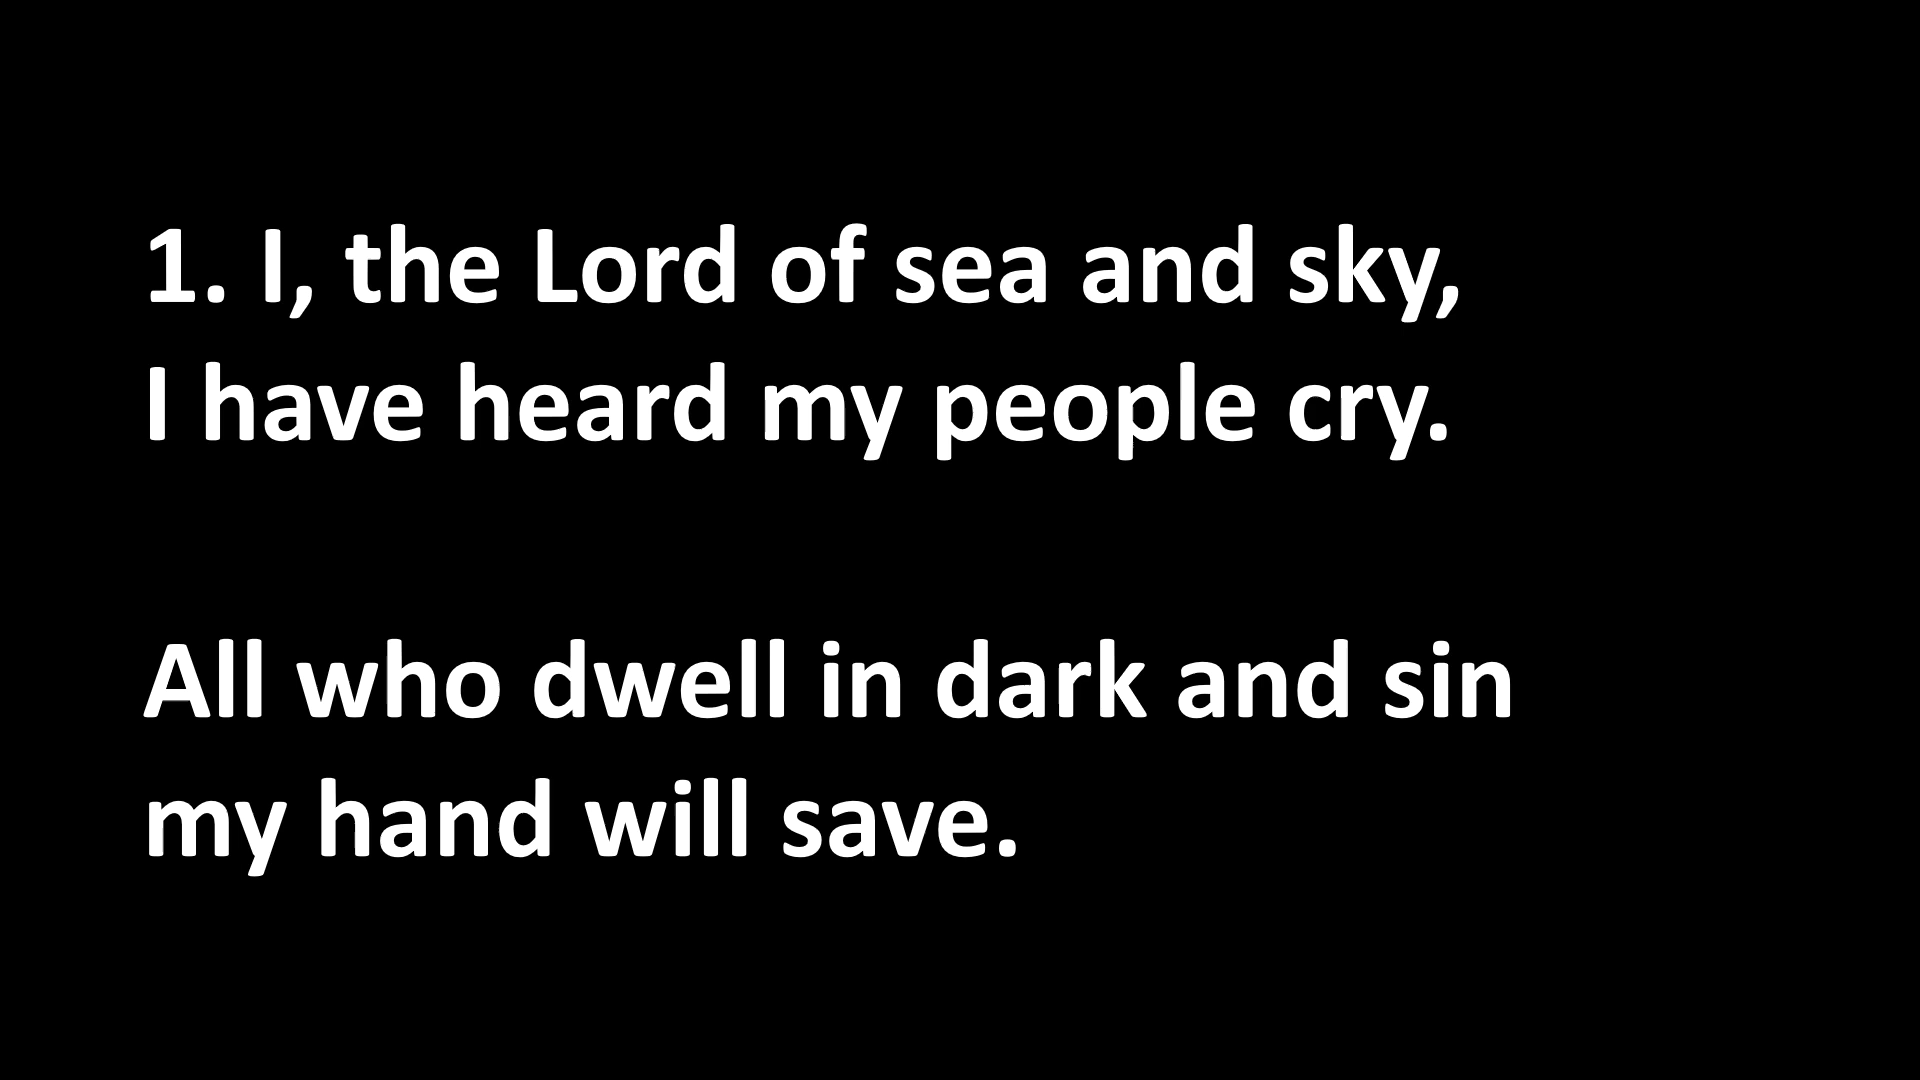 1. I, the Lord of sea and sky,
I have heard my people cry.
All who dwell in dark and sin
my hand will save.